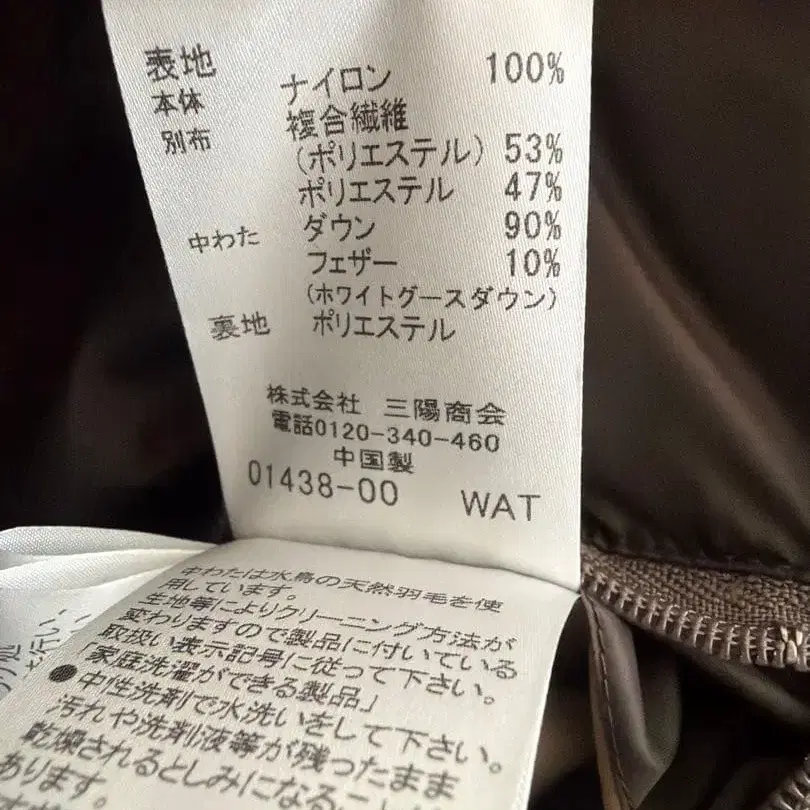 表地
本体 ナイロン 100%
別布 複合繊維
(ポリエステル) 53%
ポリエステル 47%
中わた ダウン 90%
フェザー 10%
(ホワイトグースダウン)
裏地 ポリエステル
株式会社 三陽商会
電話0120-340-460
中国製
01438-00 WAT
中わたは水鳥の天然羽毛を使
用しています。
生地等によりクリーニング方法が
変わりますので製品に付いている
取扱い表示記号に従って下さい。
「家庭洗濯ができる製品」
●中性洗剤で水洗いをして下さい。
汚れや洗剤液等が残ったまま
乾燥されるとしみになることが
あります。